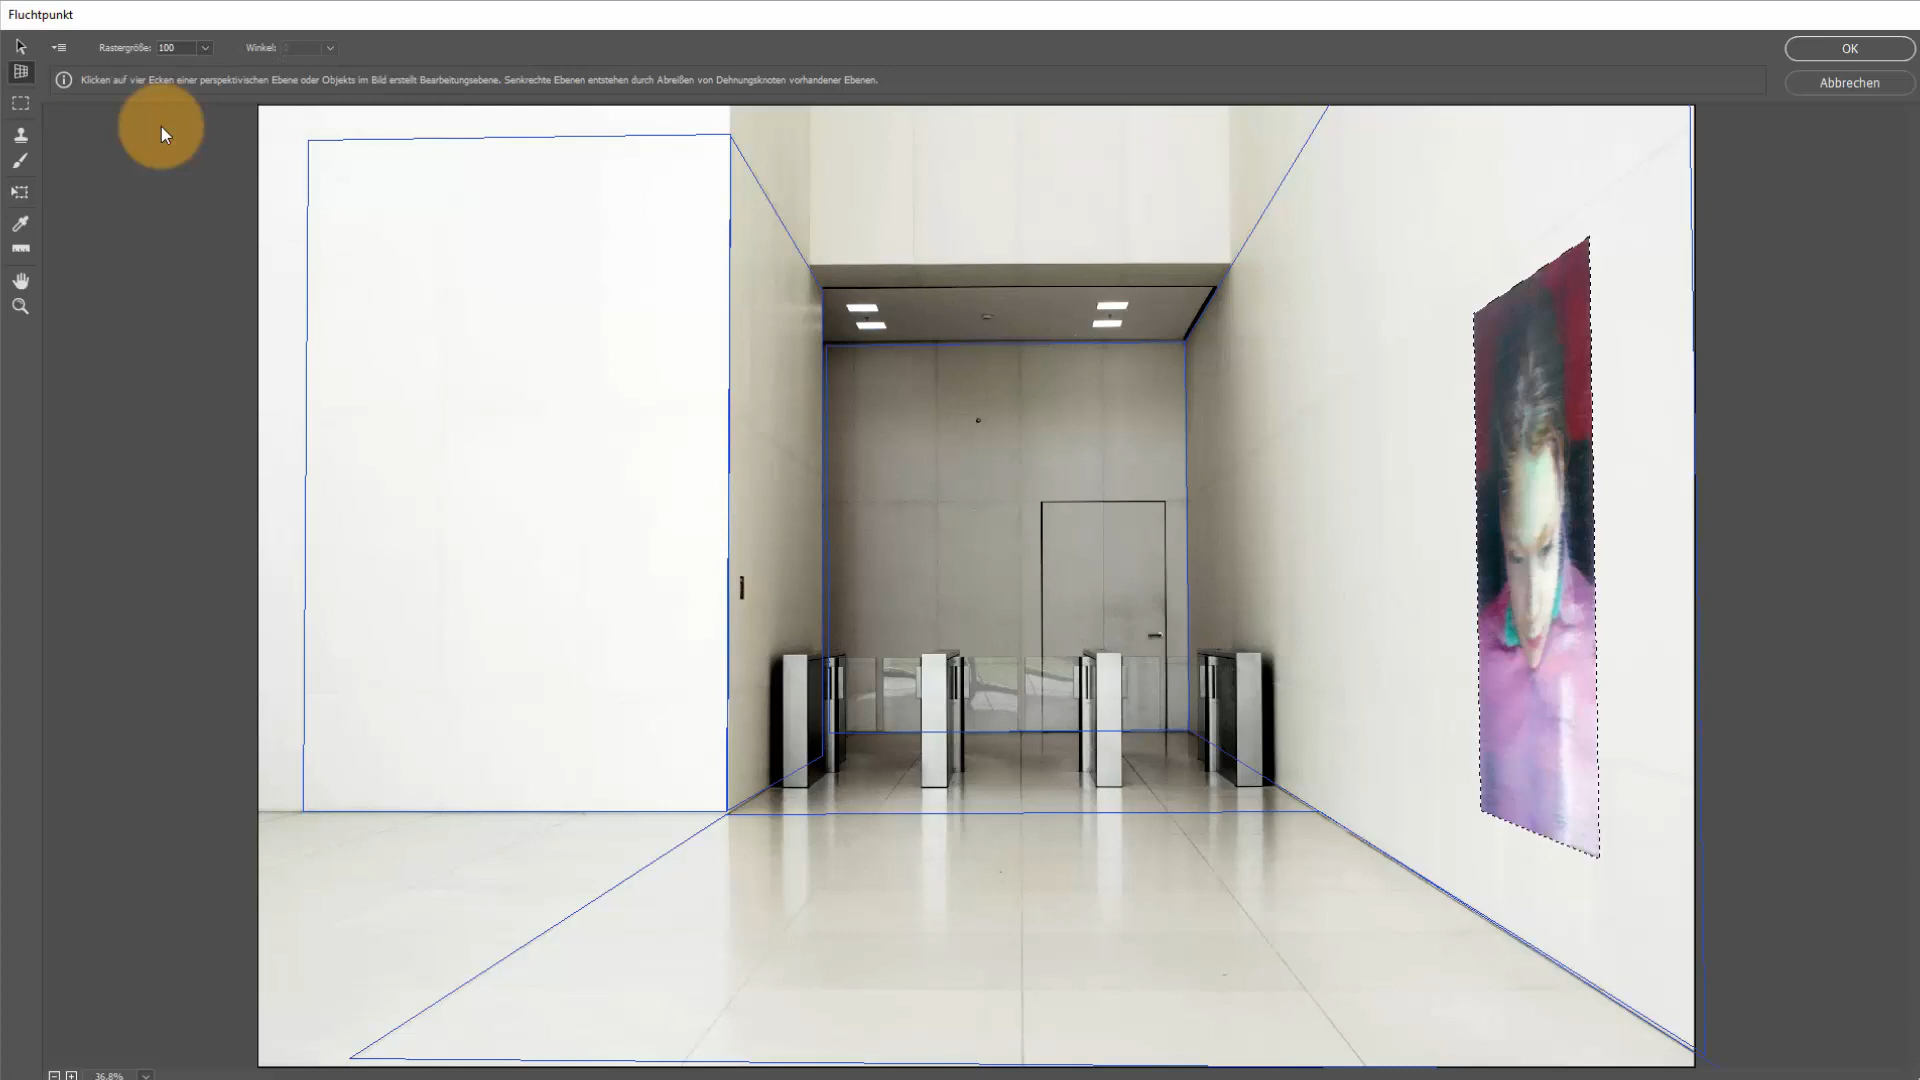 Fluchtpunkt
Rastergröße: 100
Winkel:
OK
Klicken auf vier Ecken einer perspektivischen Ebene oder Objekts im Bild erstellt Bearbeitungsebene. Senkrechte Ebenen entstehen durch Abreißen von Dehnungsknoten vorhandener Ebenen.
Abbrechen
36,8%